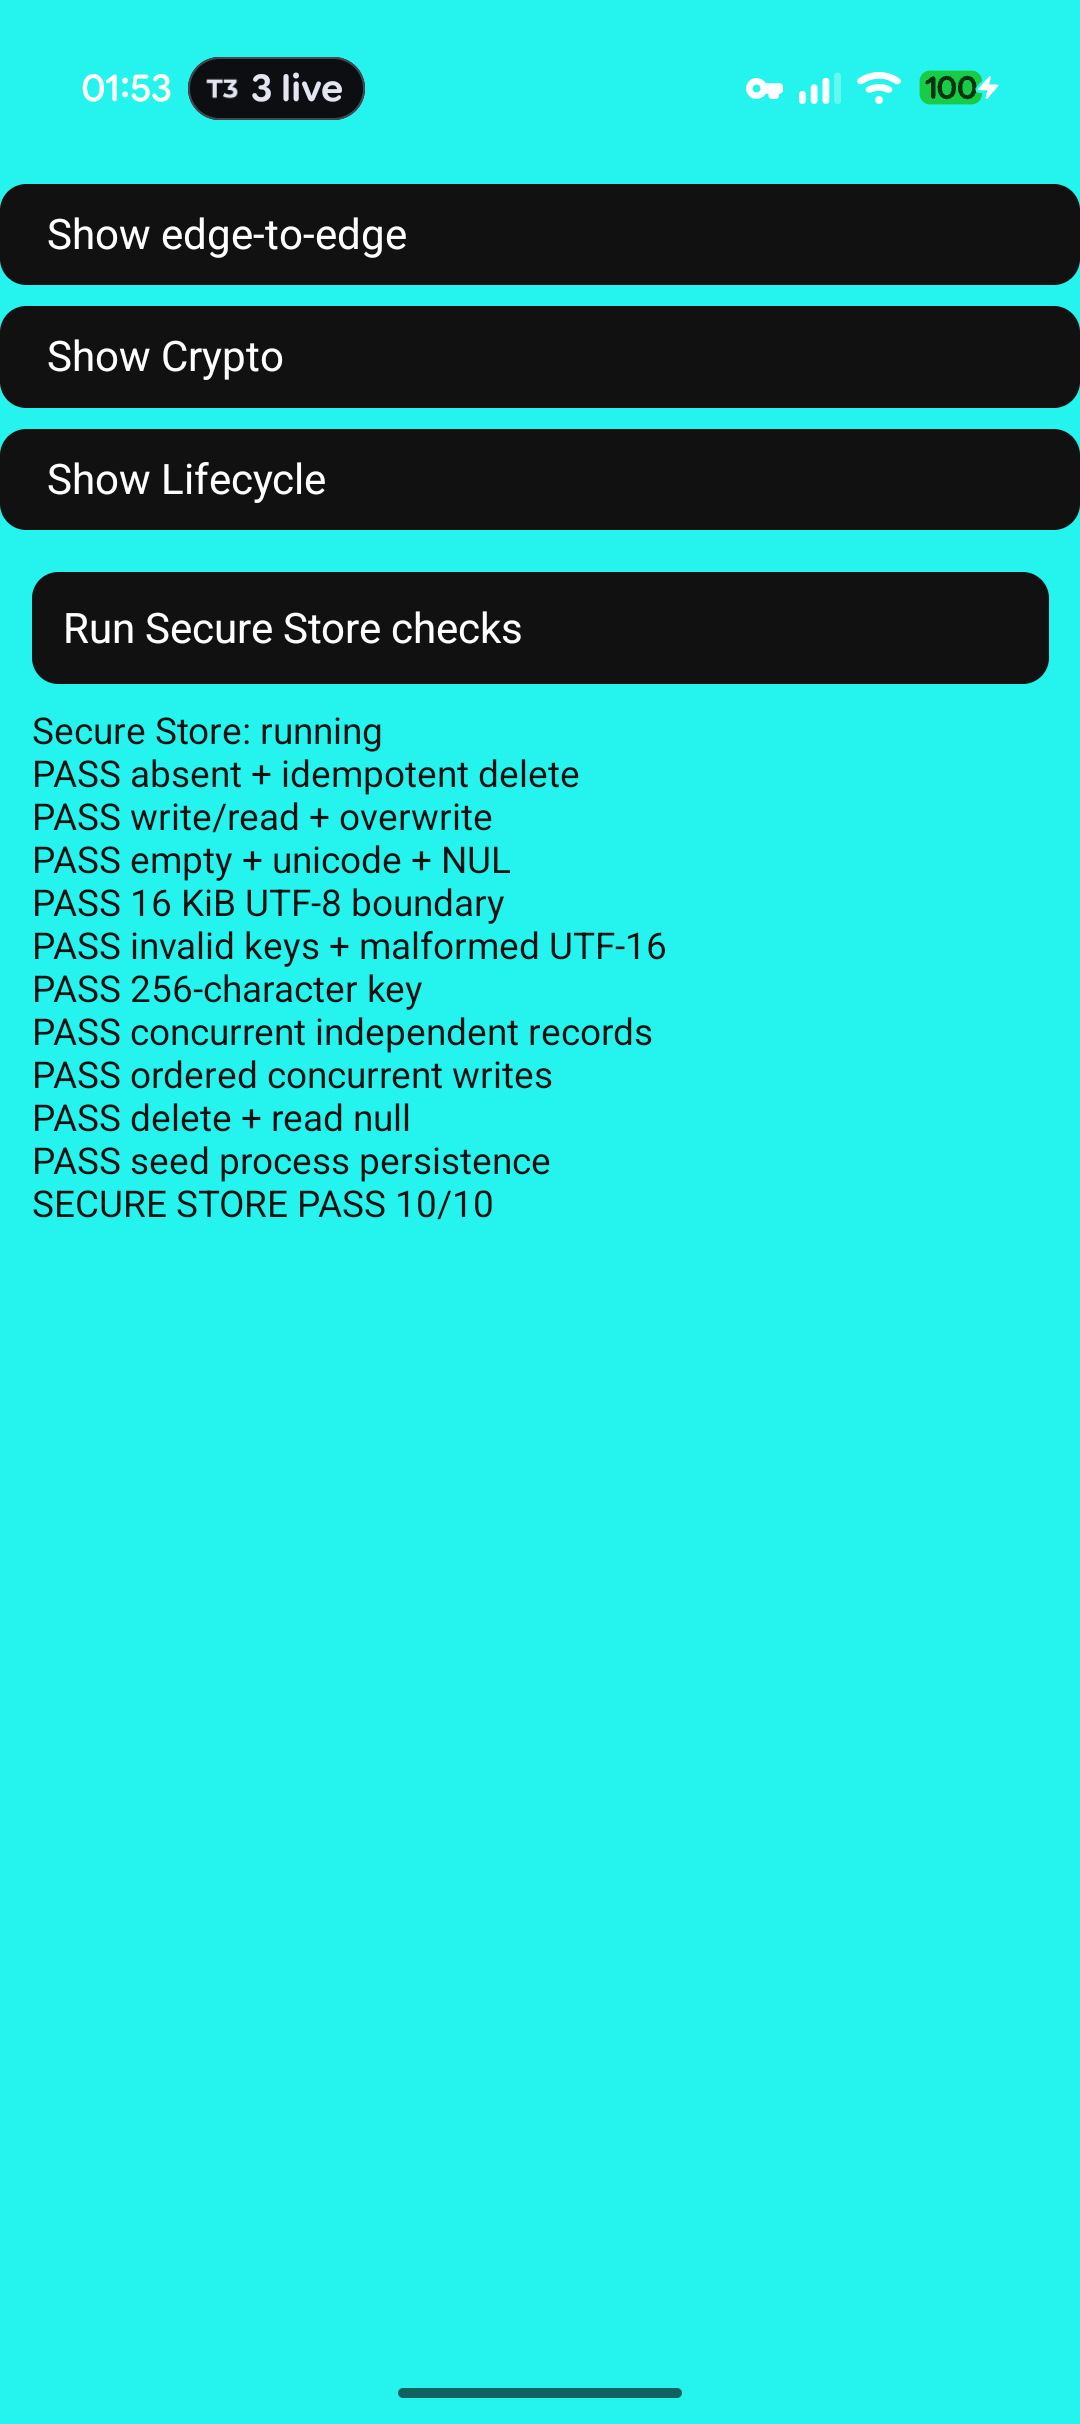 01:53 T3 3 live 100
Show edge-to-edge
Show Crypto
Show Lifecycle
Run Secure Store checks
Secure Store: running
PASS absent + idempotent delete
PASS write/read + overwrite
PASS empty + unicode + NUL
PASS 16 KiB UTF-8 boundary
PASS invalid keys + malformed UTF-16
PASS 256-character key
PASS concurrent independent records
PASS ordered concurrent writes
PASS delete + read null
PASS seed process persistence
SECURE STORE PASS 10/10